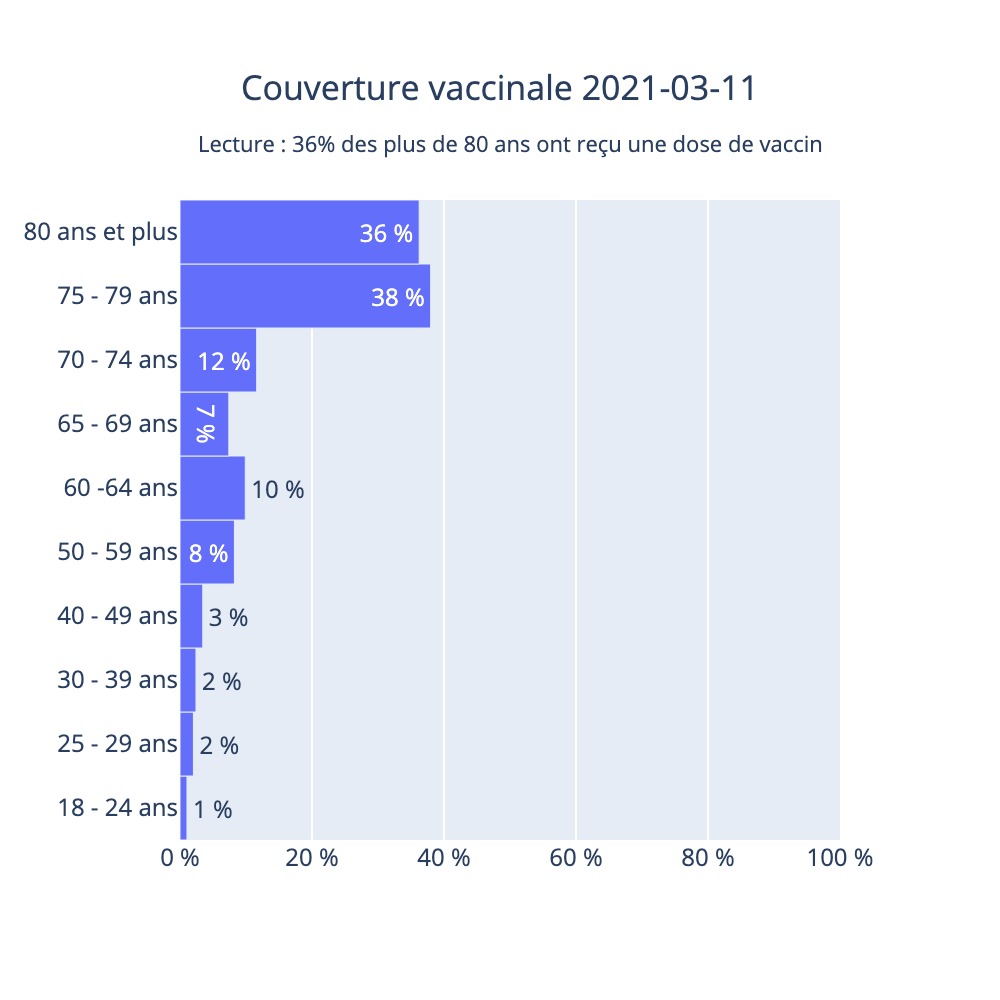 Couverture vaccinale 2021-03-11
Lecture : 36% des plus de 80 ans ont reçu une dose de vaccin
80 ans et plus 36 %
75 - 79 ans 38 %
70 - 74 ans 12 %
65 - 69 ans 7 %
60 -64 ans 10 %
50 - 59 ans 8 %
40 - 49 ans 3 %
30 - 39 ans 2 %
25 - 29 ans 2 %
18 - 24 ans 1 %
0 % 20 % 40 % 60 % 80 % 100 %